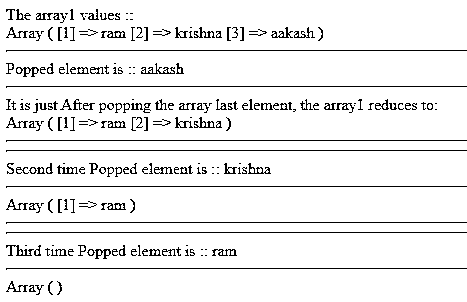 The array1 values ::
Array ( [1] => ram [2] => krishna [3] => aakash )
Popped element is :: aakash
It is just After popping the array last element, the array1 reduces to:
Array ( [1] => ram [2] => krishna )
Second time Popped element is :: krishna
Array ( [1] => ram )
Third time Popped element is :: ram
Array ( )